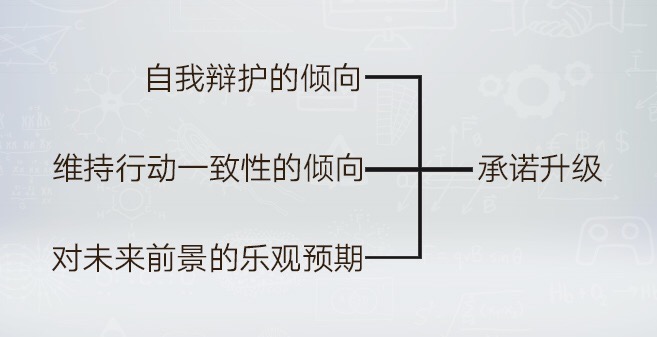 自我辩护的倾向
维持行动一致性的倾向
承诺升级
对未来前景的乐观预期